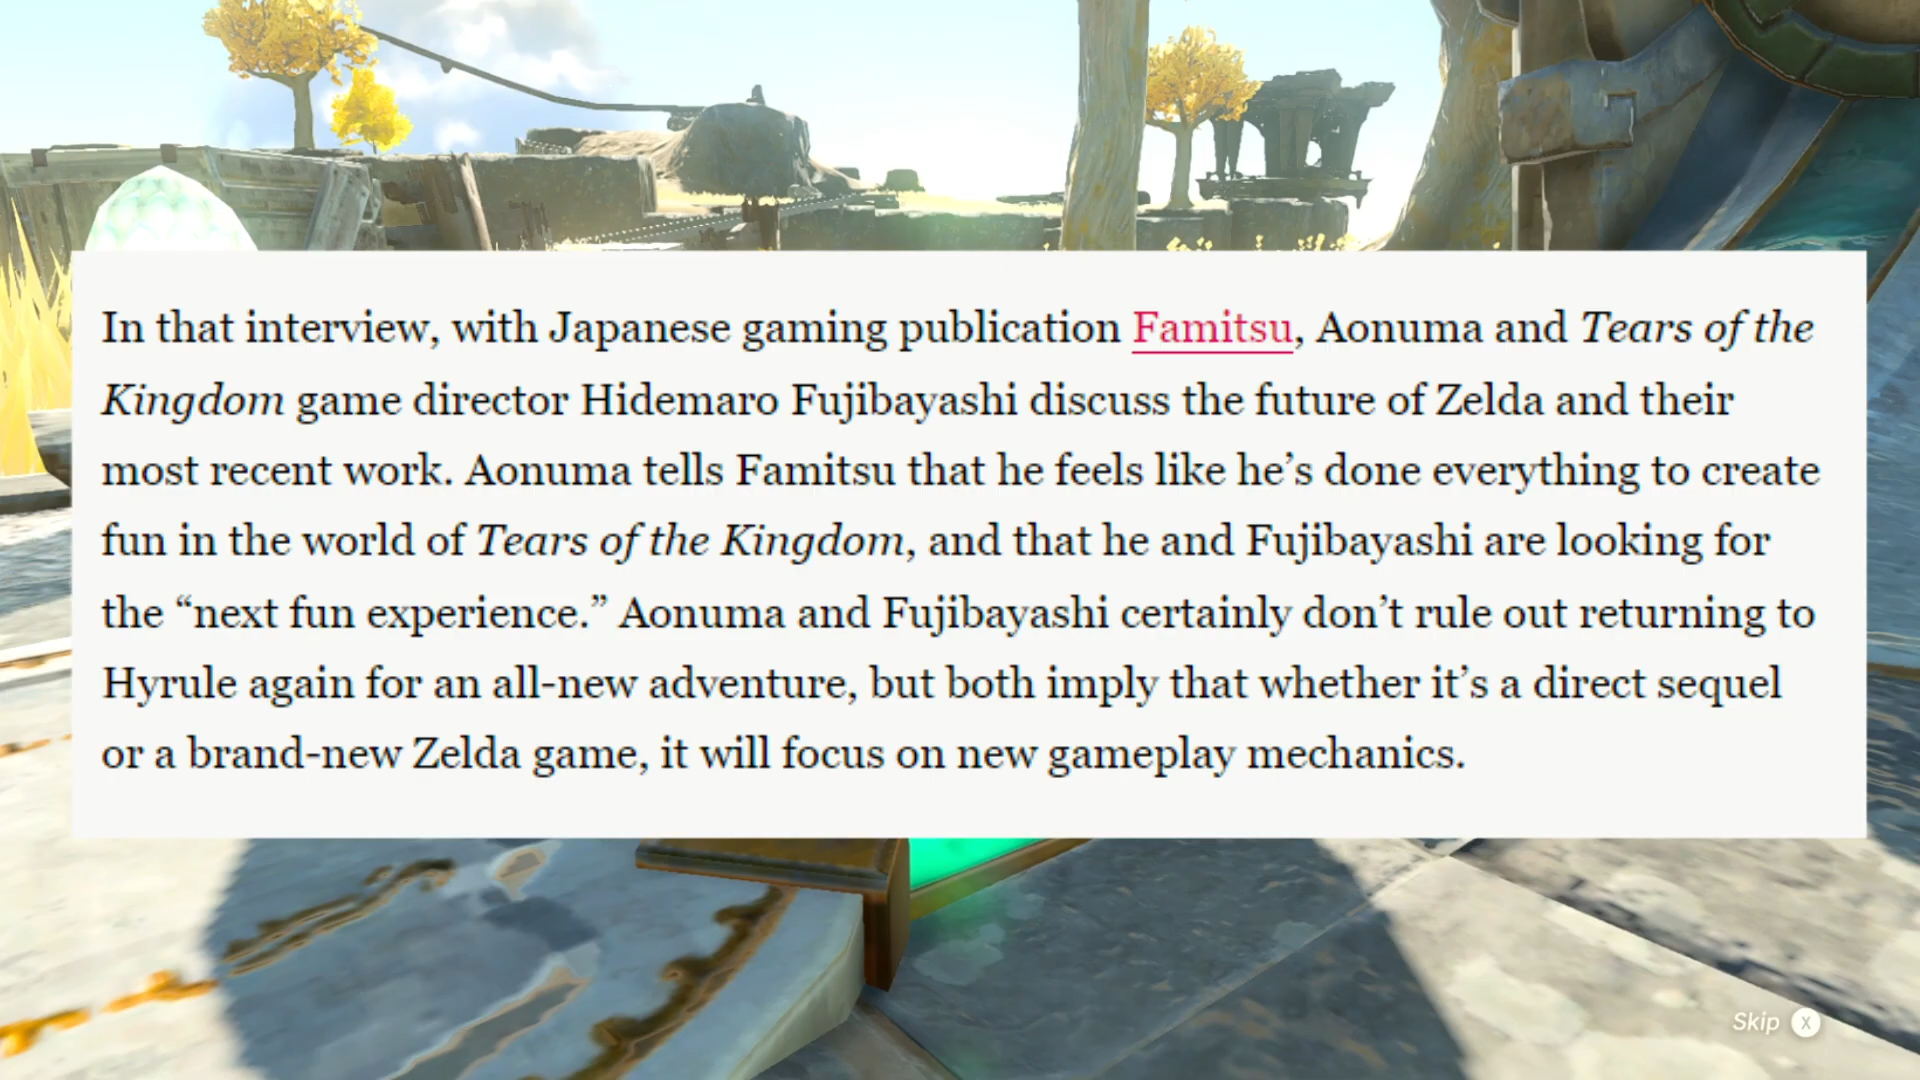 In that interview, with Japanese gaming publication Famitsu, Aonuma and Tears of the
Kingdom game director Hidemaro Fujibayashi discuss the future of Zelda and their
most recent work. Aonuma tells Famitsu that he feels like he’s done everything to create
fun in the world of Tears of the Kingdom, and that he and Fujibayashi are looking for
the “next fun experience.” Aonuma and Fujibayashi certainly don’t rule out returning to
Hyrule again for an all-new adventure, but both imply that whether it’s a direct sequel
or a brand-new Zelda game, it will focus on new gameplay mechanics.
Skip X